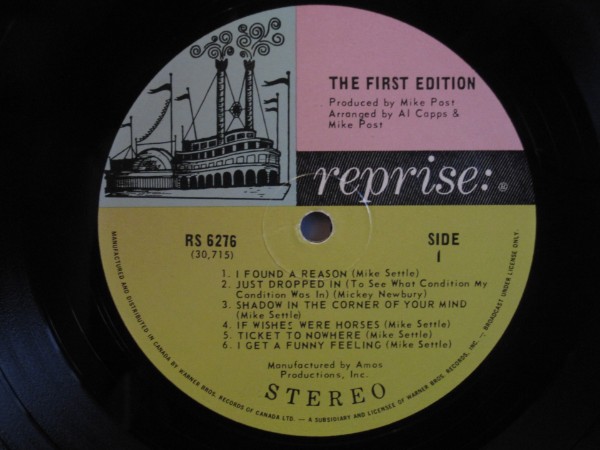 THE FIRST EDITION
Produced by Mike Post
Arranged by Al Capps &
Mike Post
reprise: ®
RS 6276
(30,715)
SIDE
1
1. I FOUND A REASON (Mike Settle)
2. JUST DROPPED IN (To See What Condition My
Condition Was In) (Mickey Newbury)
3. SHADOW IN THE CORNER OF YOUR MIND
(Mike Settle)
4. IF WISHES WERE HORSES (Mike Settle)
5. TICKET TO NOWHERE (Mike Settle)
6. I GET A FUNNY FEELING (Mike Settle)
Manufactured by Amos
Productions, Inc.
STEREO
MANUFACTURED AND DISTRIBUTED IN CANADA BY WARNER BROS. RECORDS OF CANADA LTD. — A SUBSIDIARY AND LICENSEE OF WARNER BROS. RECORDS, INC. — BROADCAST UNDER LICENSE ONLY.